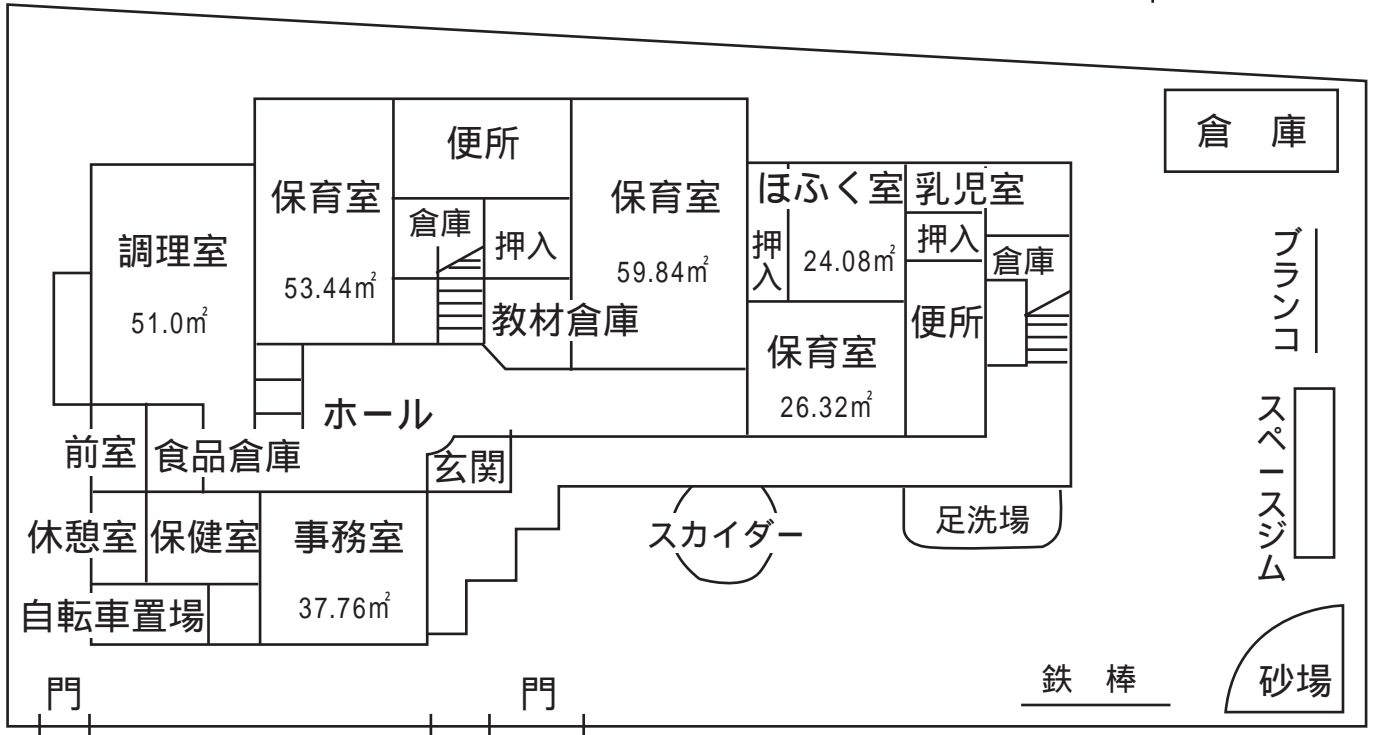 倉 庫
便所
保育室
53.44㎡
保育室
59.84㎡
ほふく室
24.08㎡
乳児室
調理室
51.0㎡
倉庫
押入
押入
押入
倉庫
教材倉庫
便所
保育室
26.32㎡
ブランコ
ホール
スペースジム
前室
食品倉庫
玄関
休憩室
保健室
事務室
37.76㎡
スカイダー
足洗場
自転車置場
門
門
鉄 棒
砂場